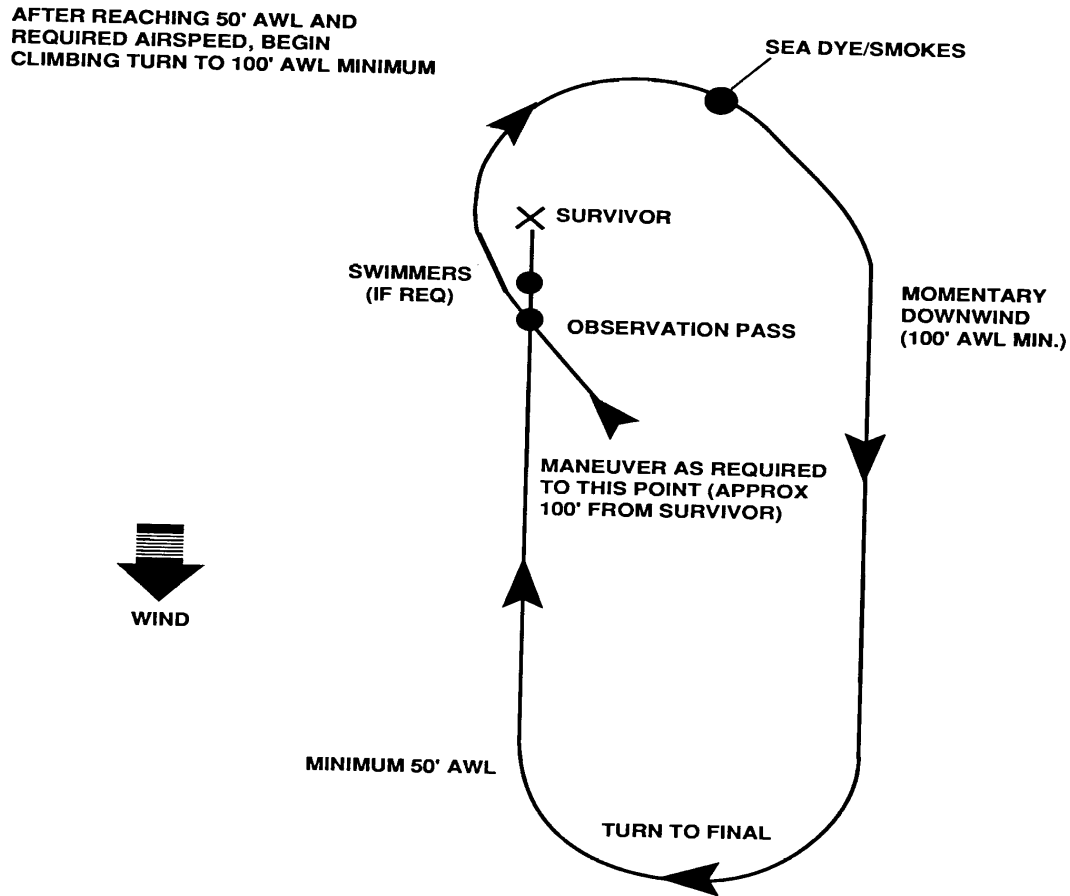 AFTER REACHING 50' AWL AND
REQUIRED AIRSPEED, BEGIN
CLIMBING TURN TO 100' AWL MINIMUM
SEA DYE/SMOKES
SURVIVOR
SWIMMERS
(IF REQ)
OBSERVATION PASS
MOMENTARY
DOWNWIND
(100' AWL MIN.)
MANEUVER AS REQUIRED
TO THIS POINT (APPROX
100' FROM SURVIVOR)
WIND
MINIMUM 50' AWL
TURN TO FINAL